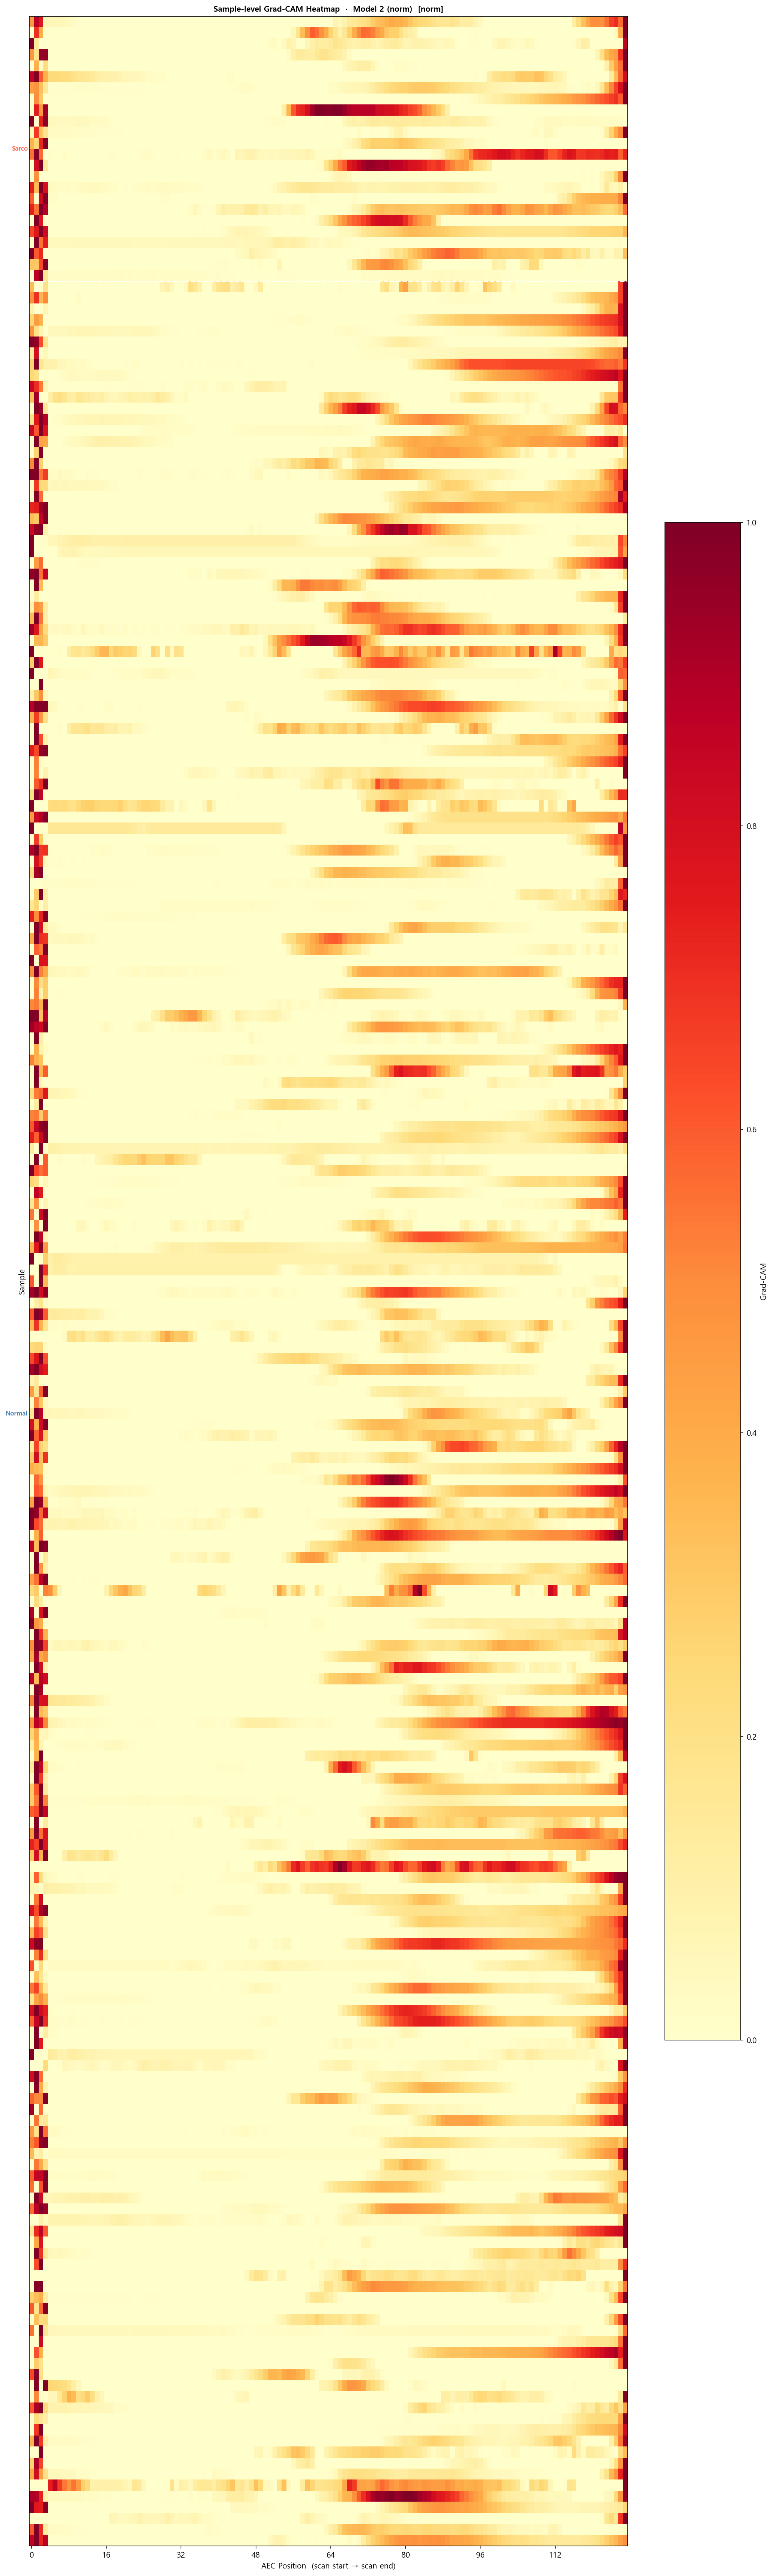 Sample-level Grad-CAM Heatmap · Model 2 (norm) [norm]
Sarco
Sample
Normal
0
16
32
48
64
80
96
112
AEC Position (scan start → scan end)
1.0
0.8
0.6
0.4
0.2
0.0
Grad-CAM